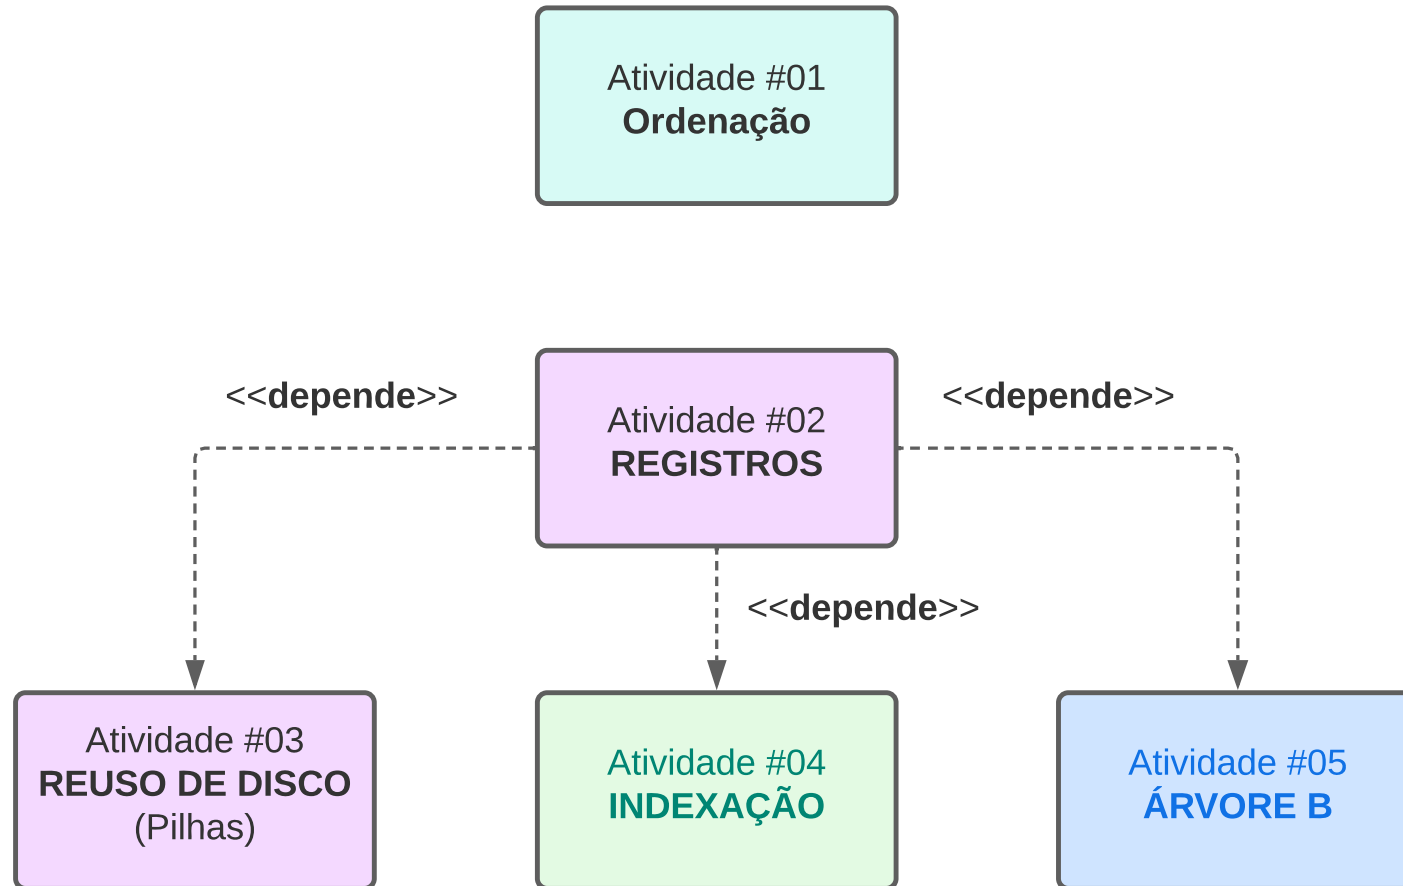 Atividade #01
Ordenação
<<depende>>
<<depende>>
Atividade #02
REGISTROS
<<depende>>
Atividade #03
REUSO DE DISCO
(Pilhas)
Atividade #04
INDEXAÇÃO
Atividade #05
ÁRVORE B